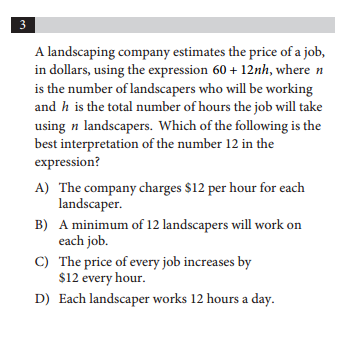 3
A landscaping company estimates the price of a job,
in dollars, using the expression 60 + 12nh, where n
is the number of landscapers who will be working
and h is the total number of hours the job will take
using n landscapers. Which of the following is the
best interpretation of the number 12 in the
expression?
A) The company charges $12 per hour for each
landscaper.
B) A minimum of 12 landscapers will work on
each job.
C) The price of every job increases by
$12 every hour.
D) Each landscaper works 12 hours a day.